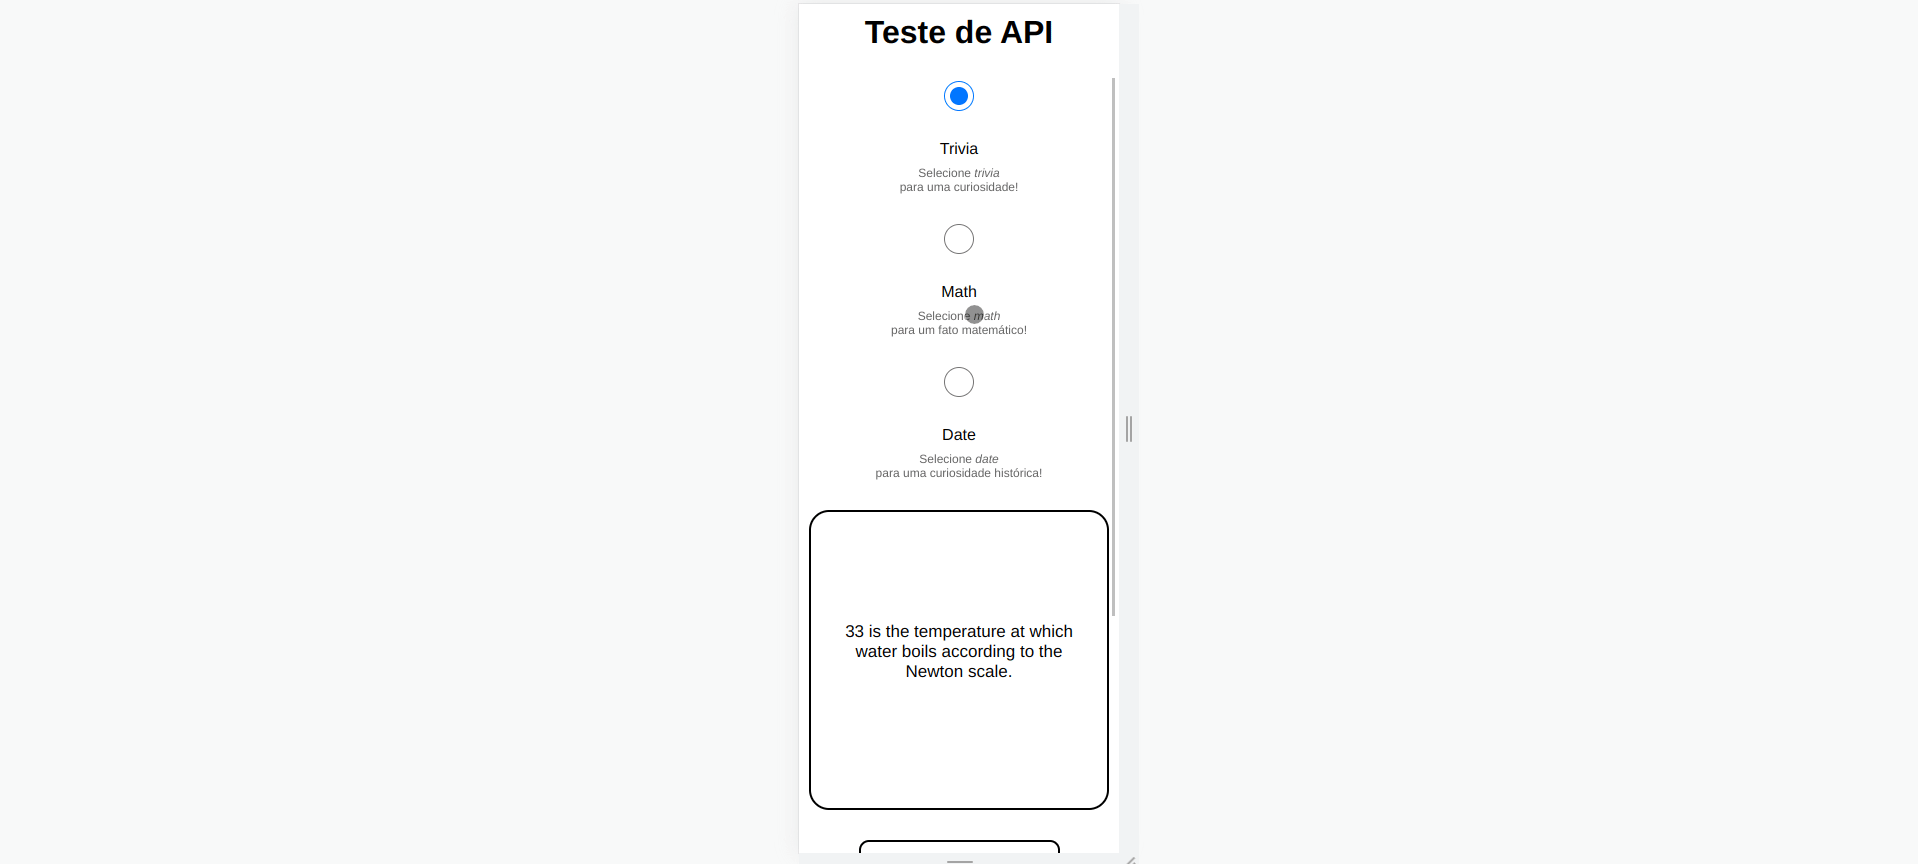 Teste de API
Trivia
Selecione trivia
para uma curiosidade!
Math
Selecione math
para um fato matemático!
Date
Selecione date
para uma curiosidade histórica!
33 is the temperature at which
water boils according to the
Newton scale.